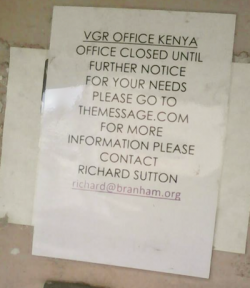 VGR OFFICE KENYA
OFFICE CLOSED UNTIL
FURTHER NOTICE
FOR YOUR NEEDS
PLEASE GO TO
THEMESSAGE.COM
FOR MORE
INFORMATION PLEASE
CONTACT
RICHARD SUTTON
richard@branham.org